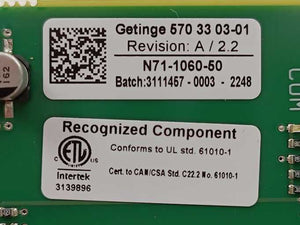 Getinge 570 33 03-01
Revision: A / 2.2
N71-1060-50
Batch:3111457 - 0003 - 2248
Recognized Component
Conforms to UL std. 61010-1
ETL
Intertek
3139896
Cert. to CAN/CSA Std. C22.2 No. 61010-1
162